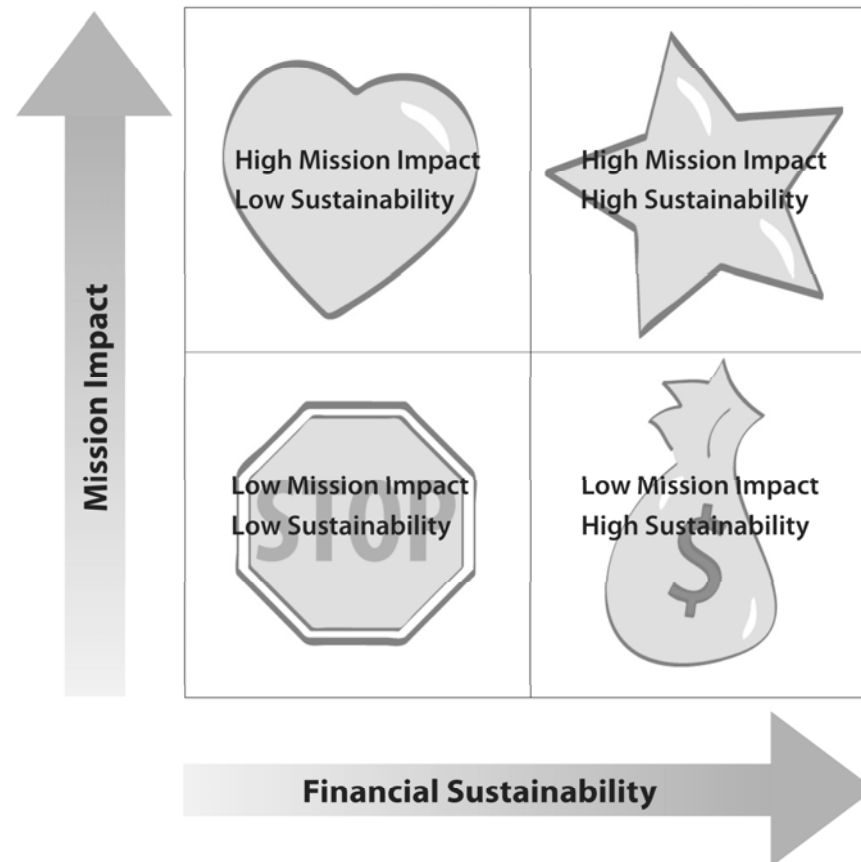 High Mission Impact
Low Sustainability
High Mission Impact
High Sustainability
Mission Impact
STOP
Low Mission Impact
Low Sustainability
Low Mission Impact
High Sustainability
$
Financial Sustainability